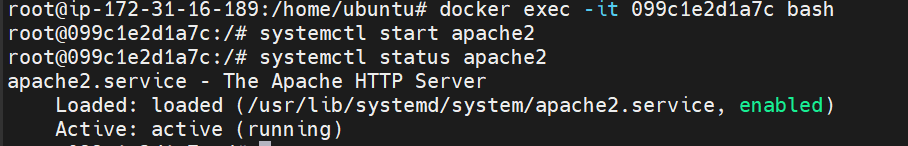 root@ip-172-31-16-189:/home/ubuntu# docker exec -it 099c1e2d1a7c bash
root@099c1e2d1a7c:/# systemctl start apache2
root@099c1e2d1a7c:/# systemctl status apache2
apache2.service - The Apache HTTP Server
    Loaded: loaded (/usr/lib/systemd/system/apache2.service, enabled)
    Active: active (running)